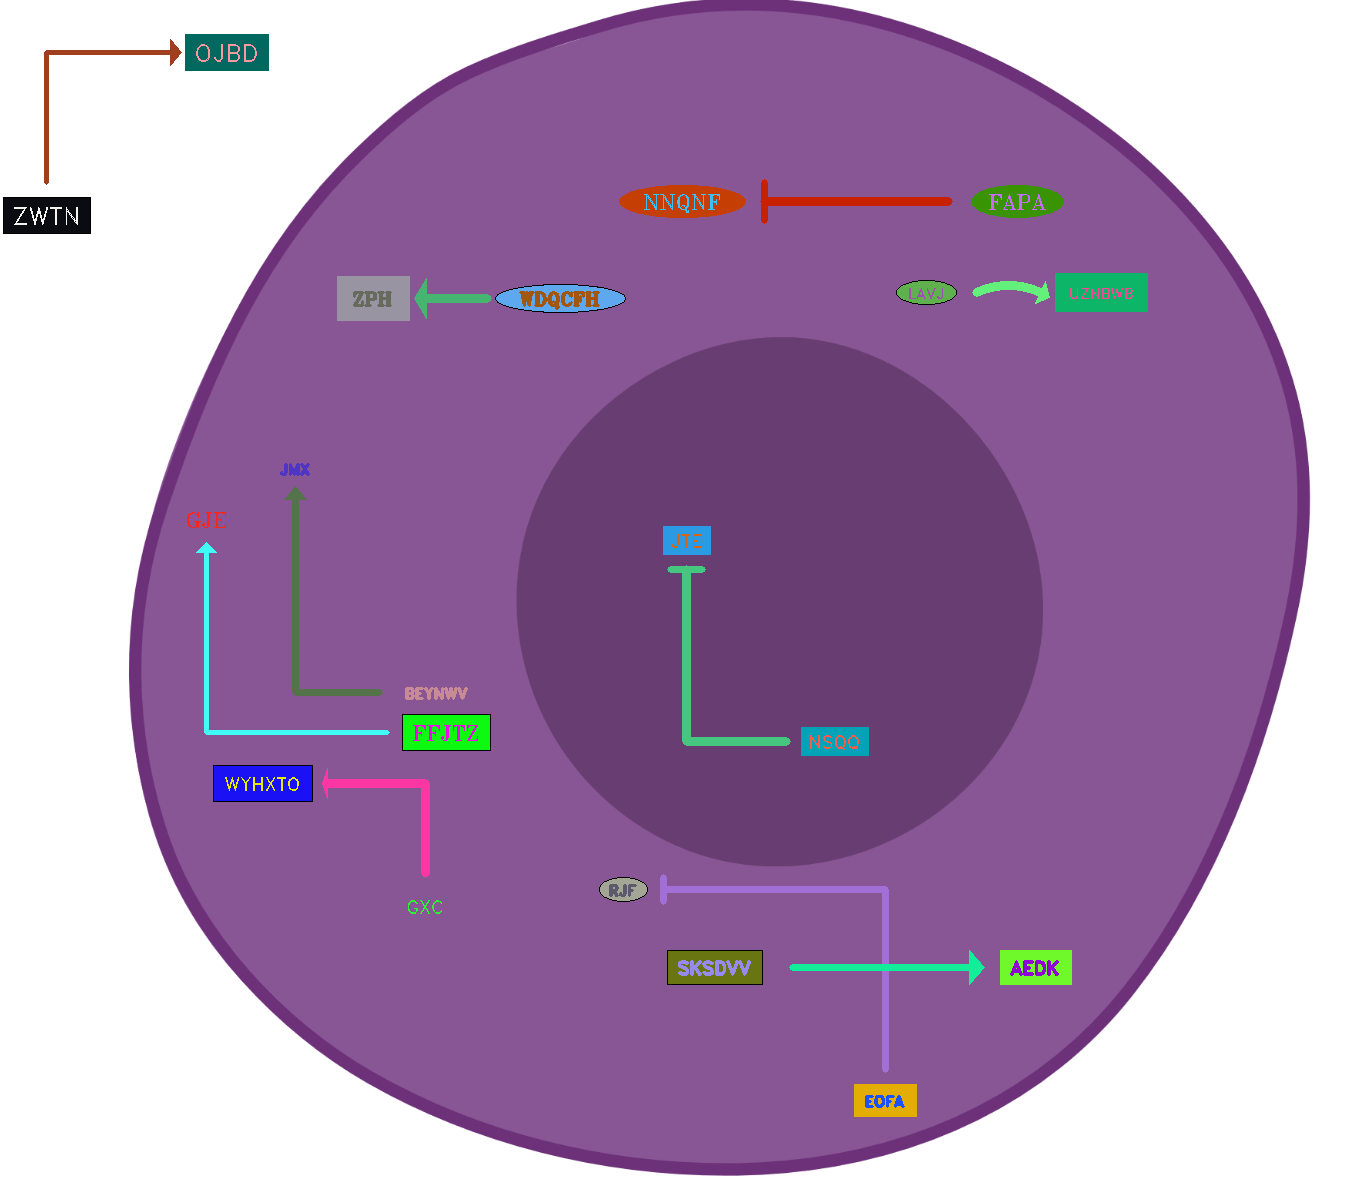 OJBD
ZWTN
NNQNF
FAPA
ZPH
WDQCFH
LAVJ
UZNBWB
JMX
GJE
JTE
BEYNWV
FFJTZ
NSQQ
WYHXTO
RJF
GXC
SKSDVV
AEDK